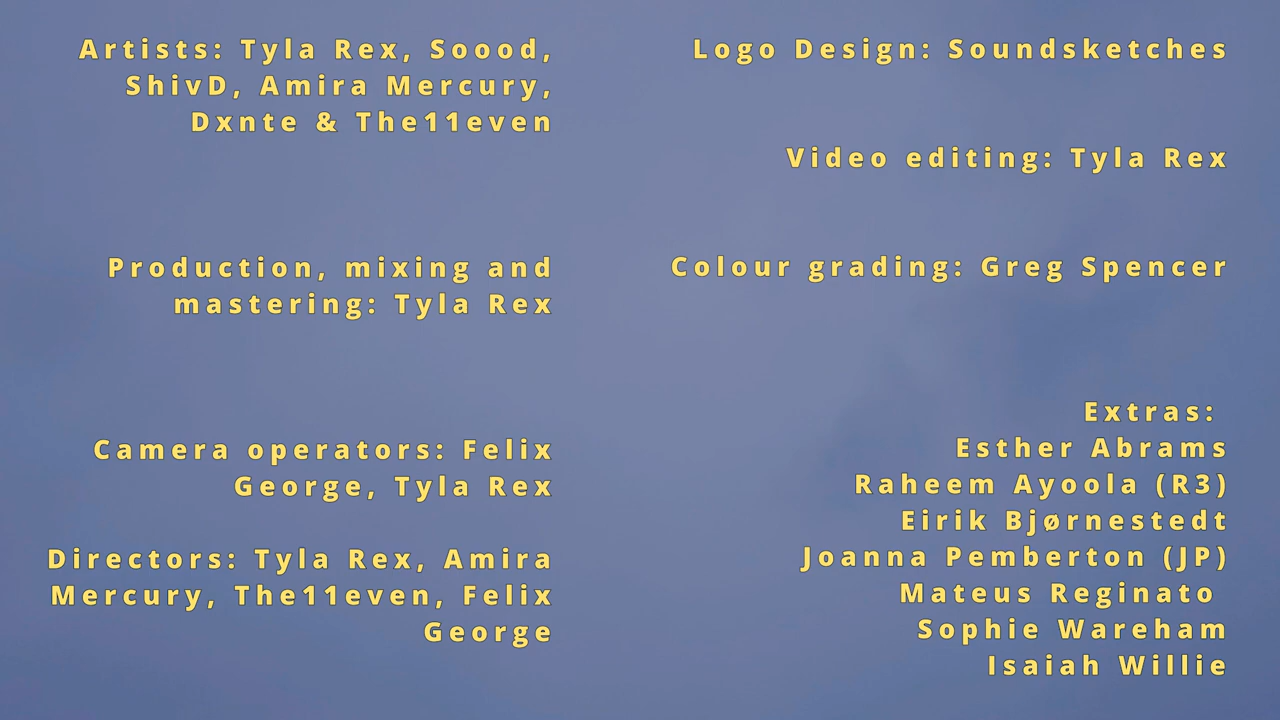 Artists: Tyla Rex, Soood,
ShivD, Amira Mercury,
Dxnte & The11even
Production, mixing and
mastering: Tyla Rex
Camera operators: Felix
George, Tyla Rex
Directors: Tyla Rex, Amira
Mercury, The11even, Felix
George
Logo Design: Soundsketches
Video editing: Tyla Rex
Colour grading: Greg Spencer
Extras:
Esther Abrams
Raheem Ayoola (R3)
Eirik Bjørnestedt
Joanna Pemberton (JP)
Mateus Reginato
Sophie Wareham
Isaiah Willie